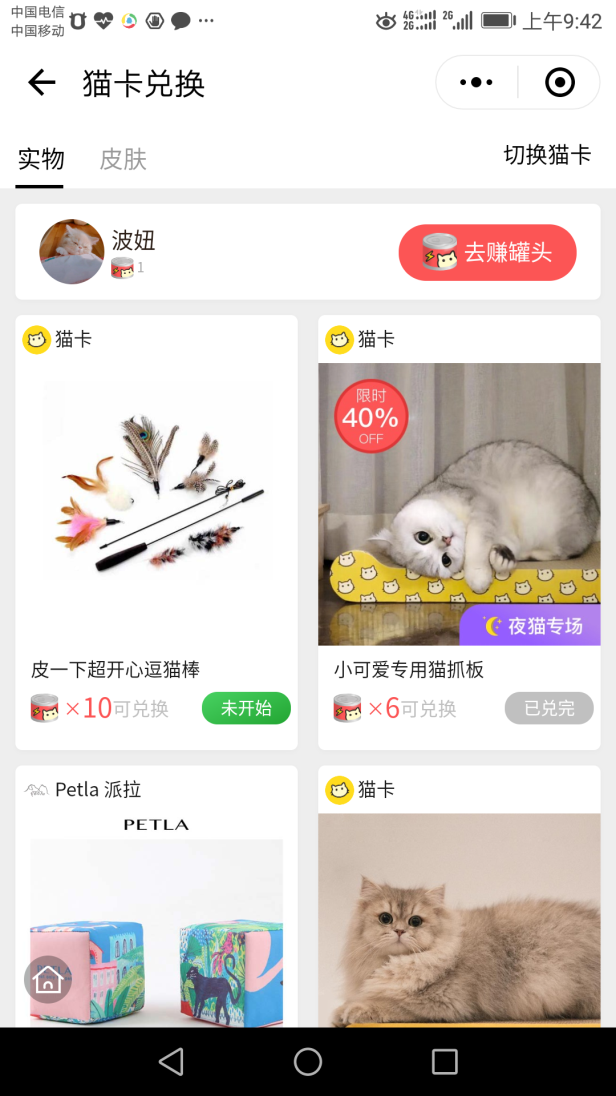 中国电信
中国移动
4G 2G 2G 上午9:42
猫卡兑换
实物 皮肤 切换猫卡
波妞
1
去赚罐头
猫卡
猫卡
限时
40%
OFF
夜猫专场
皮一下超开心逗猫棒
×10可兑换 未开始
小可爱专用猫抓板
×6可兑换 已兑完
Petla 派拉
PETLA
猫卡